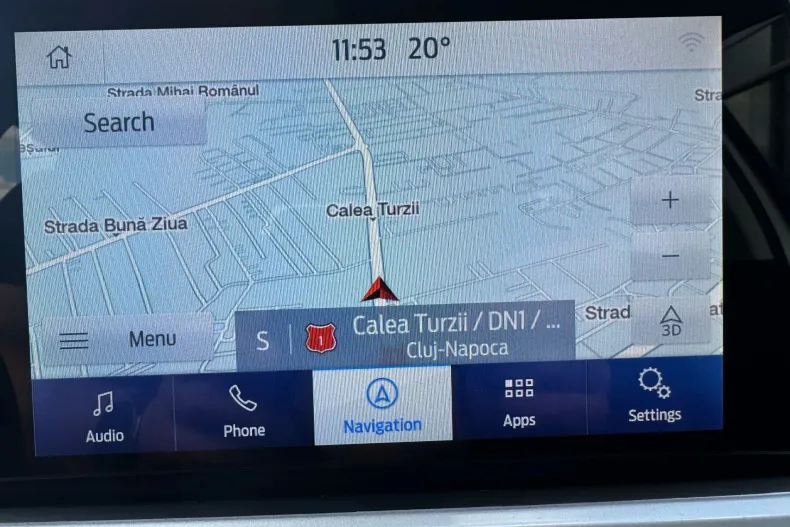 11:53 20°
Strada Mihai Românul
Stra
Search
Calea Turzii
Strada Bună Ziua
+
−
Strad
3D
Menu
S
1
Calea Turzii / DN1 / ...
Cluj-Napoca
Audio
Phone
Navigation
Apps
Settings